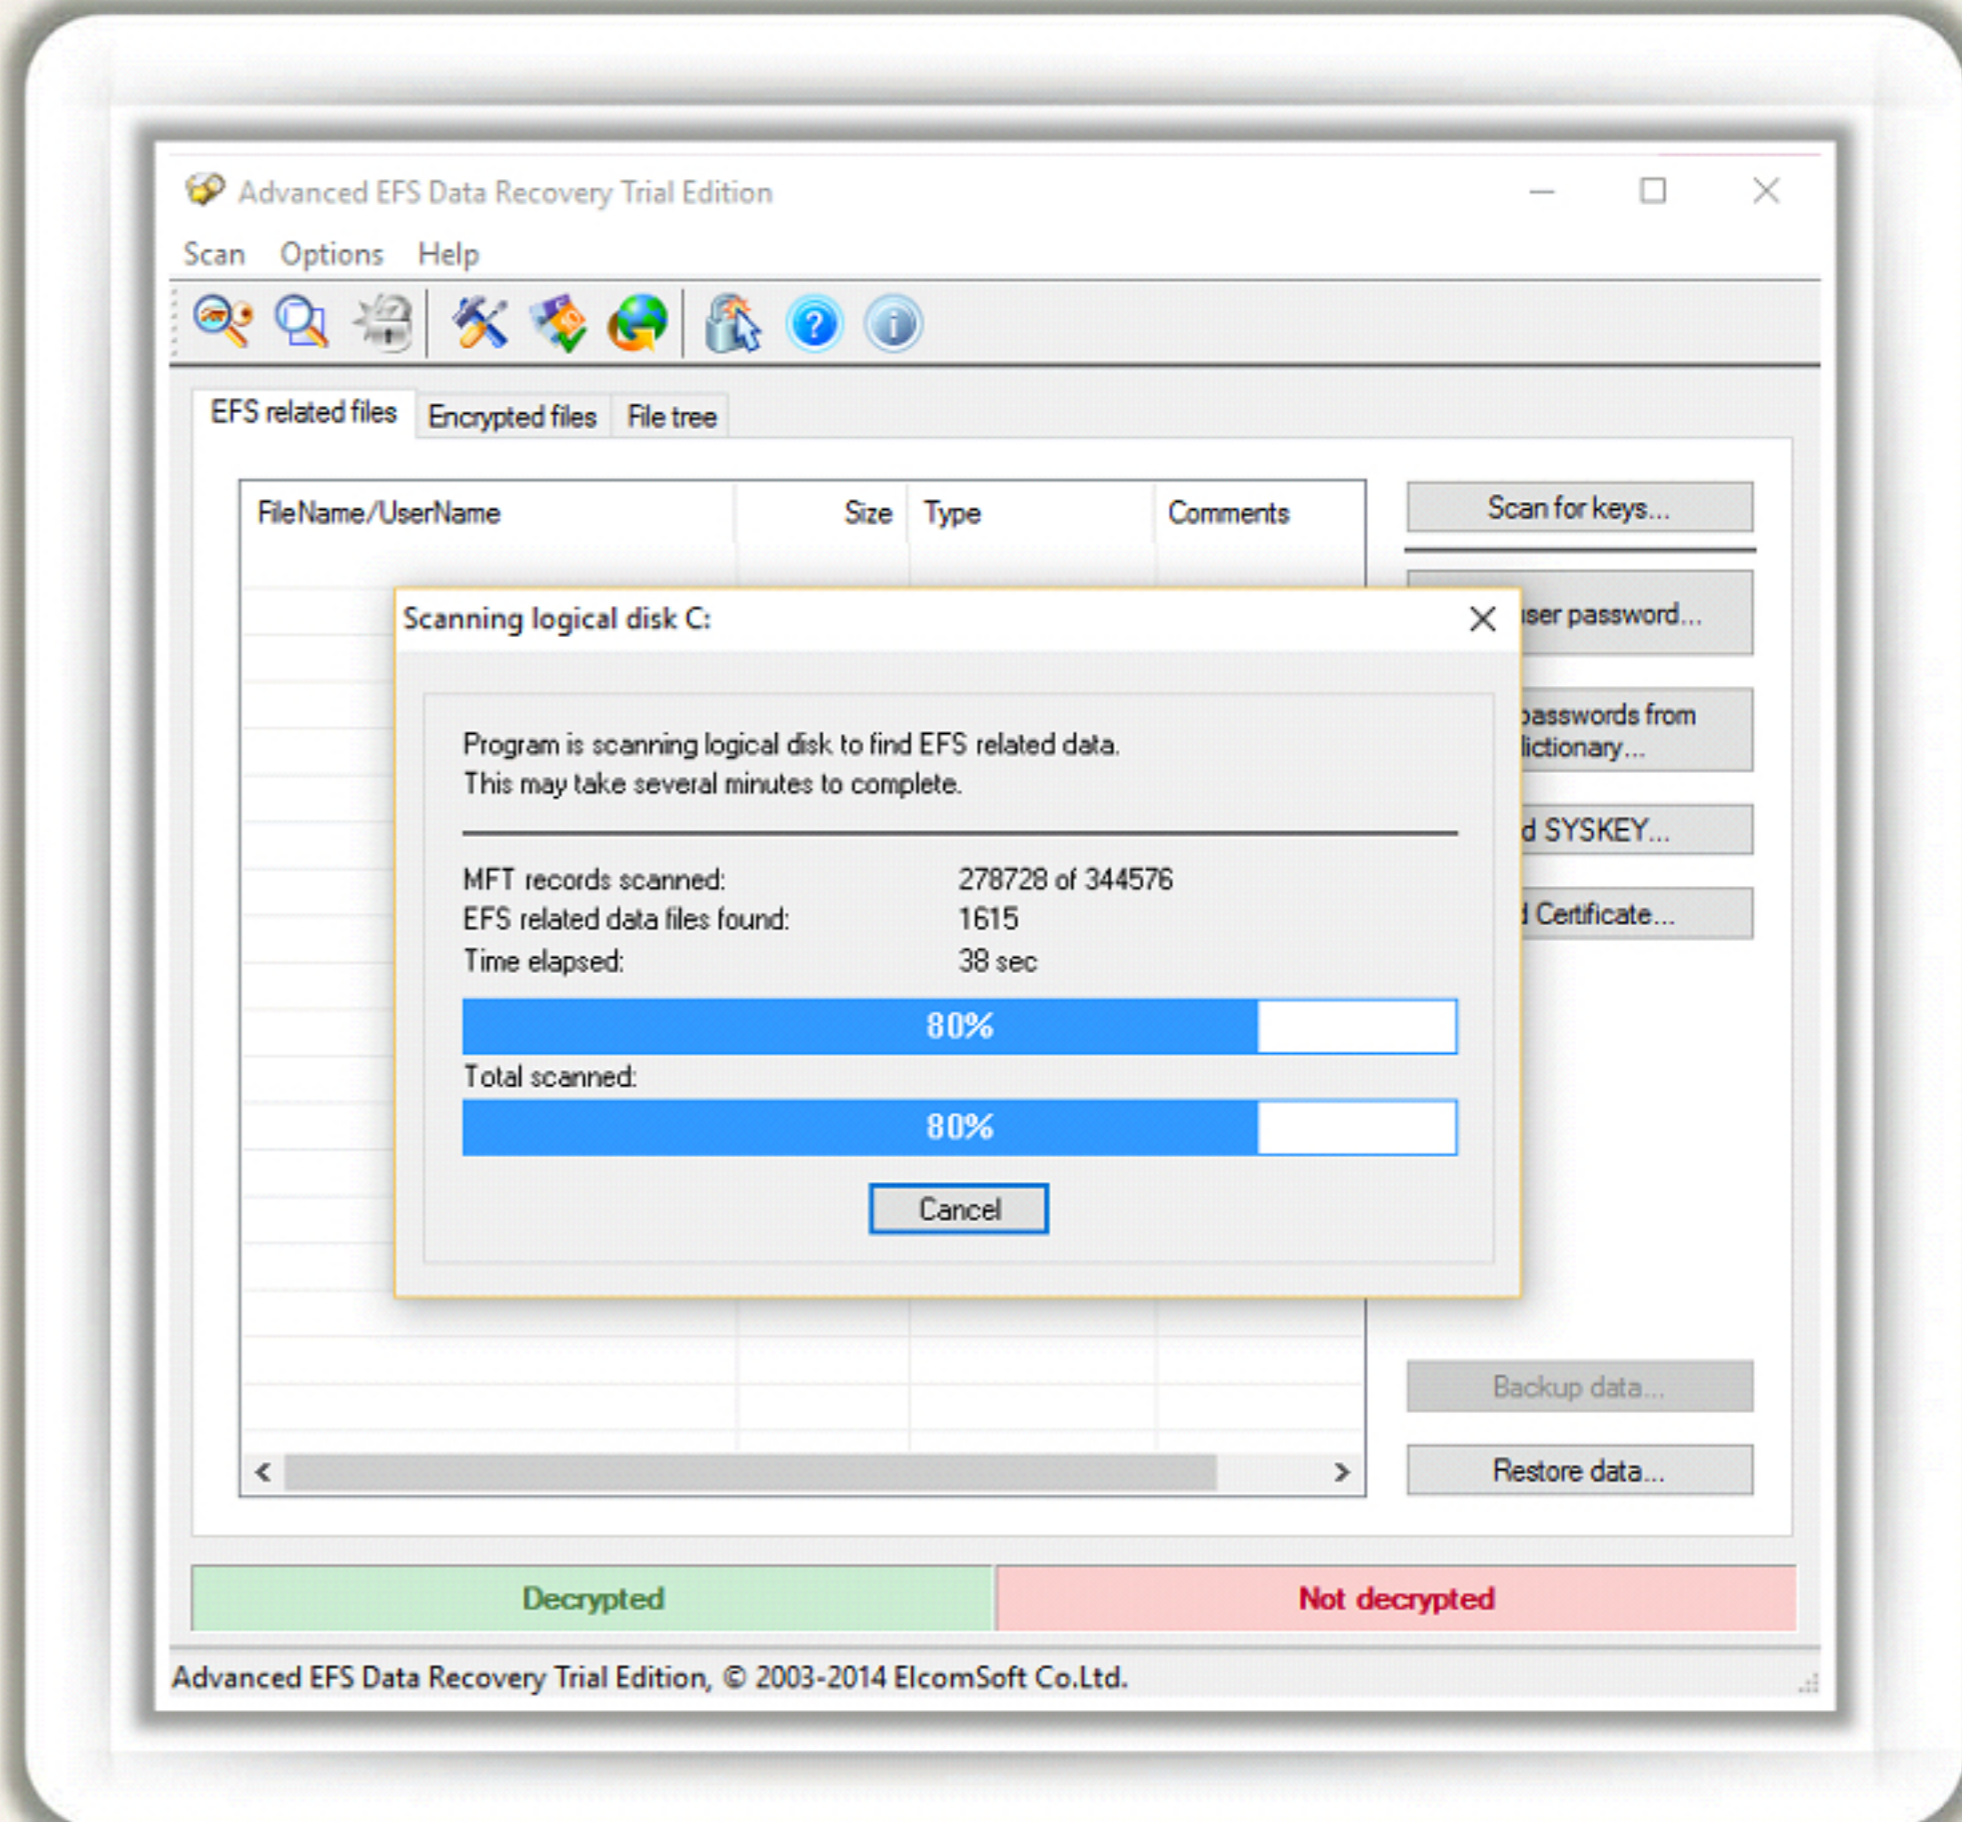 Advanced EFS Data Recovery Trial Edition
Scan Options Help
EFS related files Encrypted files File tree
FileName/UserName Size Type Comments
Scan for keys...
Scanning logical disk C:
password...
Program is scanning logical disk to find EFS related data.
This may take several minutes to complete.
from
SYSKEY...
MFT records scanned: 278728 of 344576
EFS related data files found: 1615
Certificate...
Time elapsed: 38 sec
80%
Total scanned:
80%
Cancel
Backup data...
Restore data...
Decrypted Not decrypted
Advanced EFS Data Recovery Trial Edition, © 2003-2014 ElcomSoft Co.Ltd.